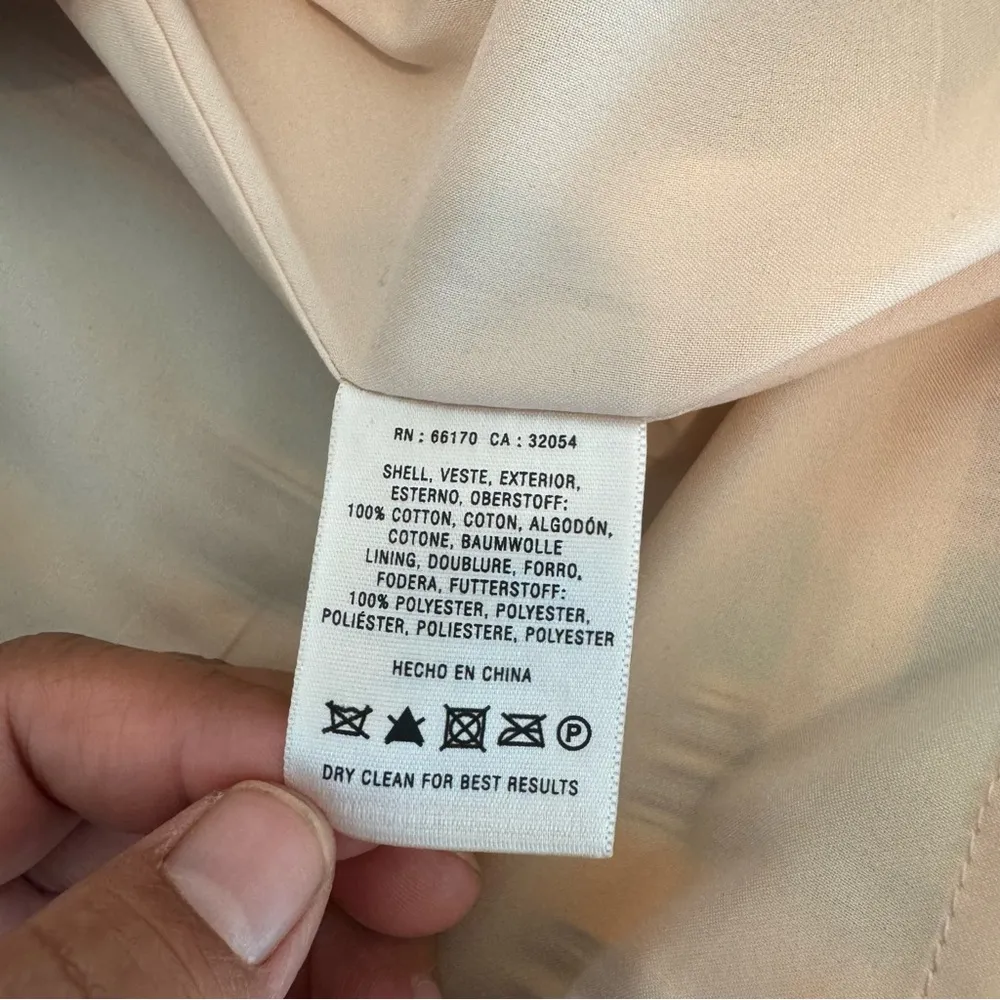 RN : 66170 CA : 32054
SHELL, VESTE, EXTERIOR,
ESTERNO, OBERSTOFF:
100% COTTON, COTON, ALGODÓN,
COTONE, BAUMWOLLE
LINING, DOUBLURE, FORRO,
FODERA, FUTTERSTOFF:
100% POLYESTER, POLYESTER,
POLIÉSTER, POLIESTERE, POLYESTER
HECHO EN CHINA
P
DRY CLEAN FOR BEST RESULTS